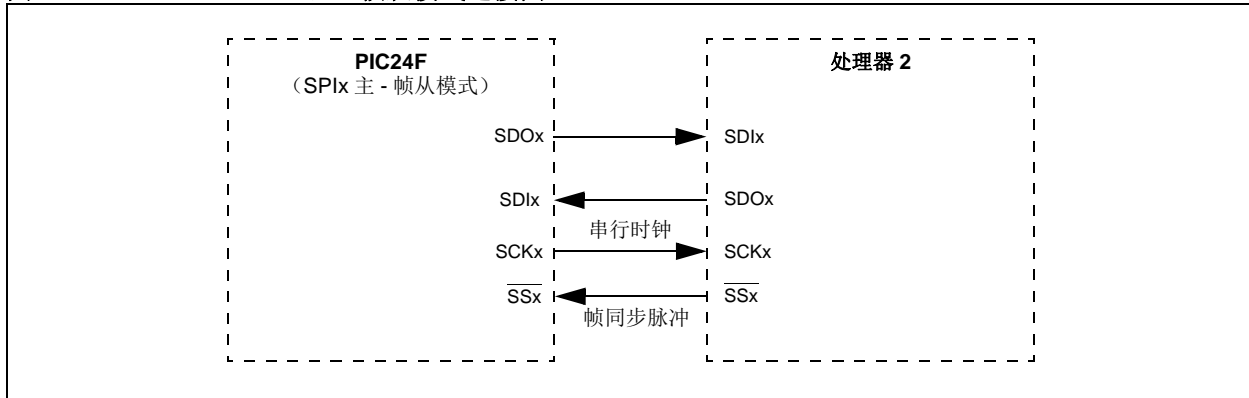 PIC24F
（SPIx 主 - 帧从模式）
处理器 2
SDOx
SDIx
SDIx
SDOx
串行时钟
SCKx
SCKx
SSx
SSx
帧同步脉冲